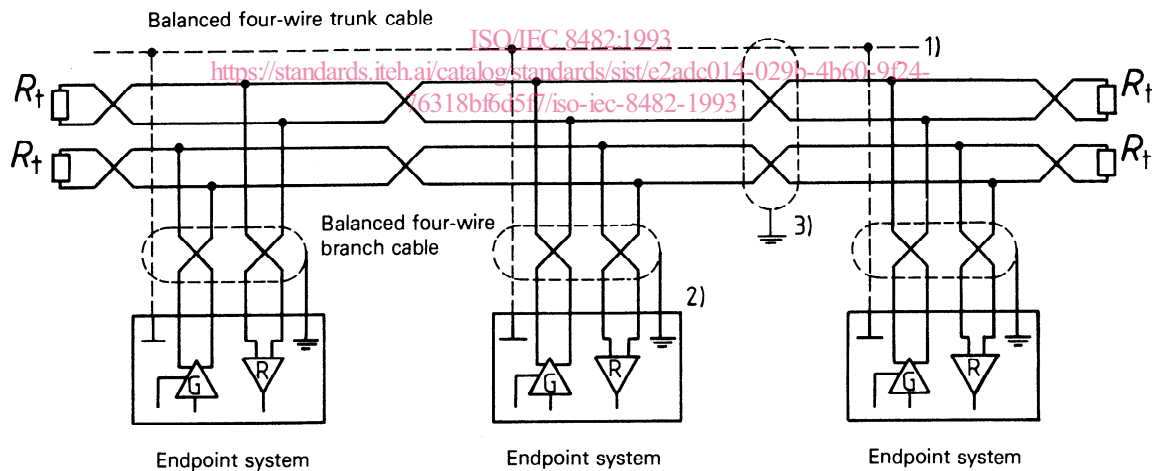 Balanced four-wire trunk cable
ISO/IEC 8482:1993
1)
https://standards.iteh.ai/catalog/standards/sist/e2adc014-029b-4b60-9f24-
76318bf6d5f7/iso-iec-8482-1993
Rt
Rt
Rt
Rt
Balanced four-wire
branch cable
3)
2)
G
R
G
R
G
R
Endpoint system
Endpoint system
Endpoint system